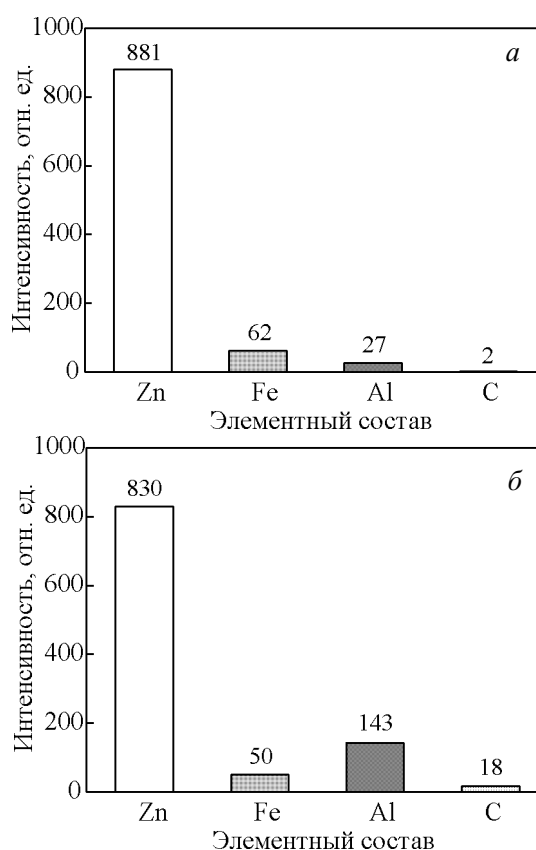 1000
а
881
800
600
400
200
62
27
2
0
Zn Fe Al C
Интенсивность, отн. ед.
Элементный состав
1000
б
830
800
600
400
200
143
50
18
0
Zn Fe Al C
Интенсивность, отн. ед.
Элементный состав